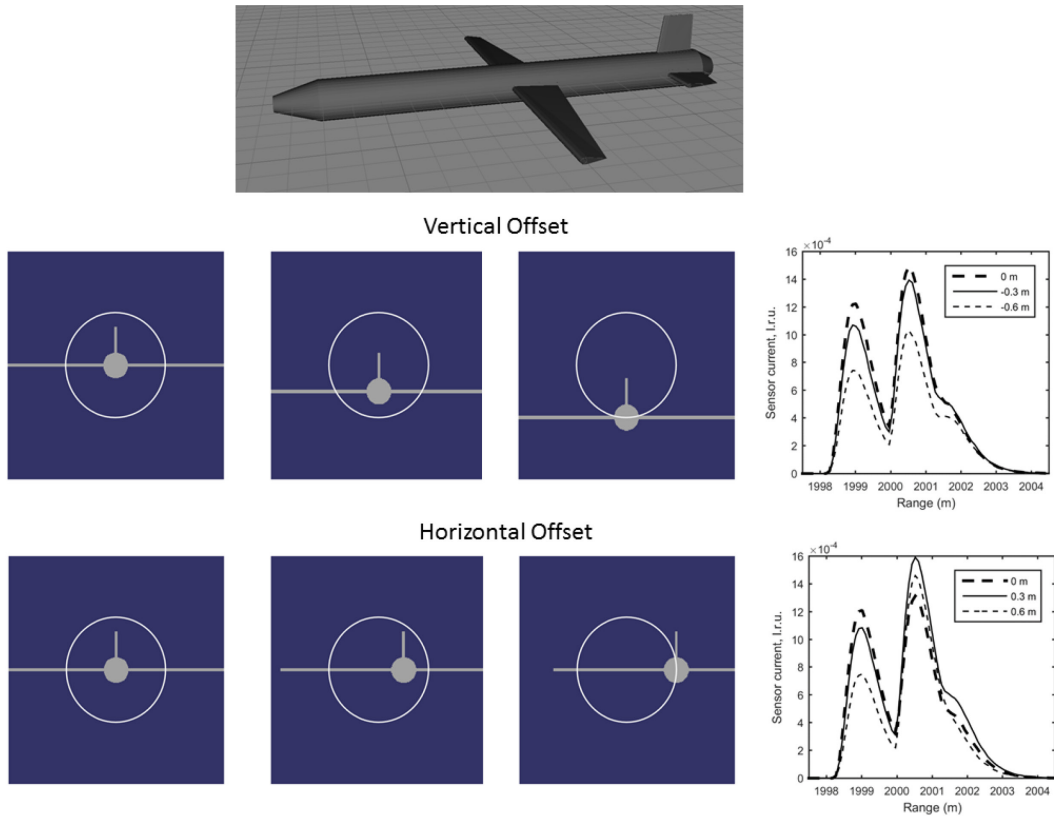 Vertical Offset
×10⁻⁴
16
14
12
10
8
6
4
2
0
Sensor current, I.r.u.
0 m
-0.3 m
-0.6 m
1998 1999 2000 2001 2002 2003 2004
Range (m)
Horizontal Offset
×10⁻⁴
16
14
12
10
8
6
4
2
0
Sensor current, I.r.u.
0 m
0.3 m
0.6 m
1998 1999 2000 2001 2002 2003 2004
Range (m)